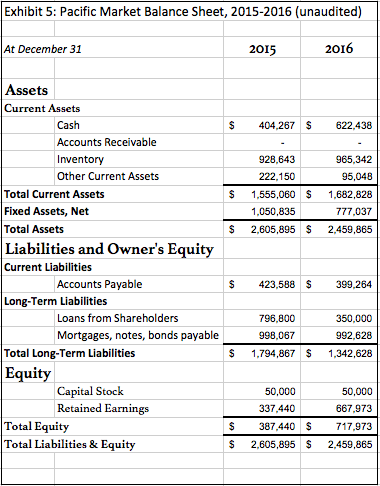 Exhibit 5: Pacific Market Balance Sheet, 2015-2016 (unaudited)
At December 31 2015 2016
Assets
Current Assets
Cash $ 404,267 $ 622,438
Accounts Receivable - -
Inventory 928,643 965,342
Other Current Assets 222,150 95,048
Total Current Assets $ 1,555,060 $ 1,682,828
Fixed Assets, Net 1,050,835 777,037
Total Assets $ 2,605,895 $ 2,459,865
Liabilities and Owner's Equity
Current Liabilities
Accounts Payable $ 423,588 $ 399,264
Long-Term Liabilities
Loans from Shareholders 796,800 350,000
Mortgages, notes, bonds payable 998,067 992,628
Total Long-Term Liabilities $ 1,794,867 $ 1,342,628
Equity
Capital Stock 50,000 50,000
Retained Earnings 337,440 667,973
Total Equity $ 387,440 $ 717,973
Total Liabilities & Equity $ 2,605,895 $ 2,459,865